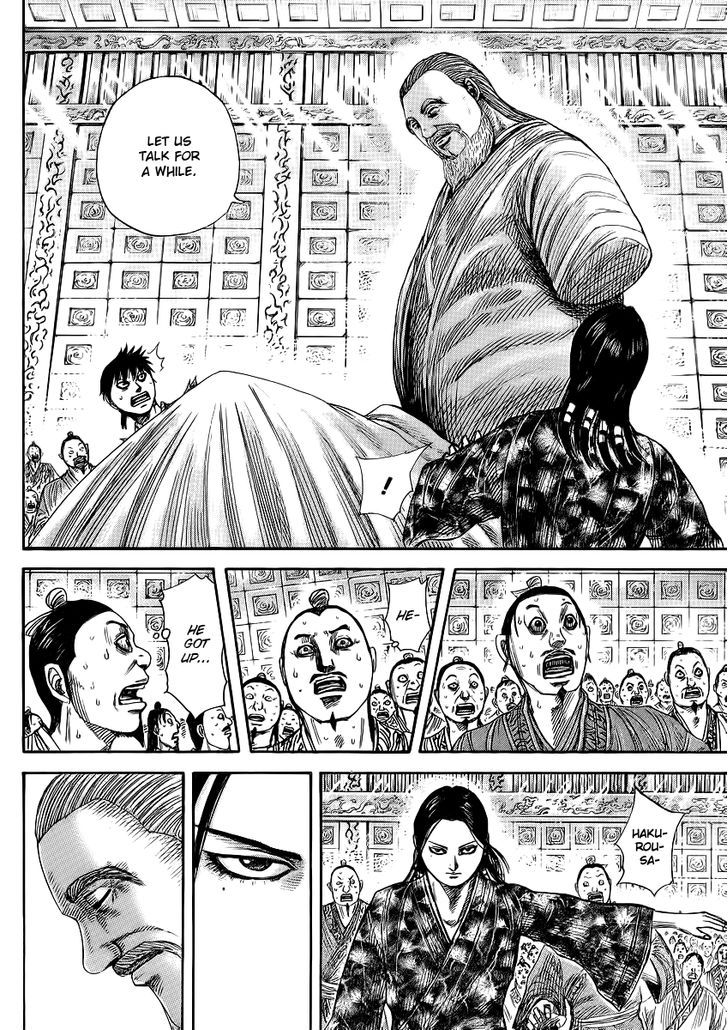 LET US
TALK FOR
A WHILE.
!
HE-
HE
GOT
UP...
HAKU-
ROU-
SA-